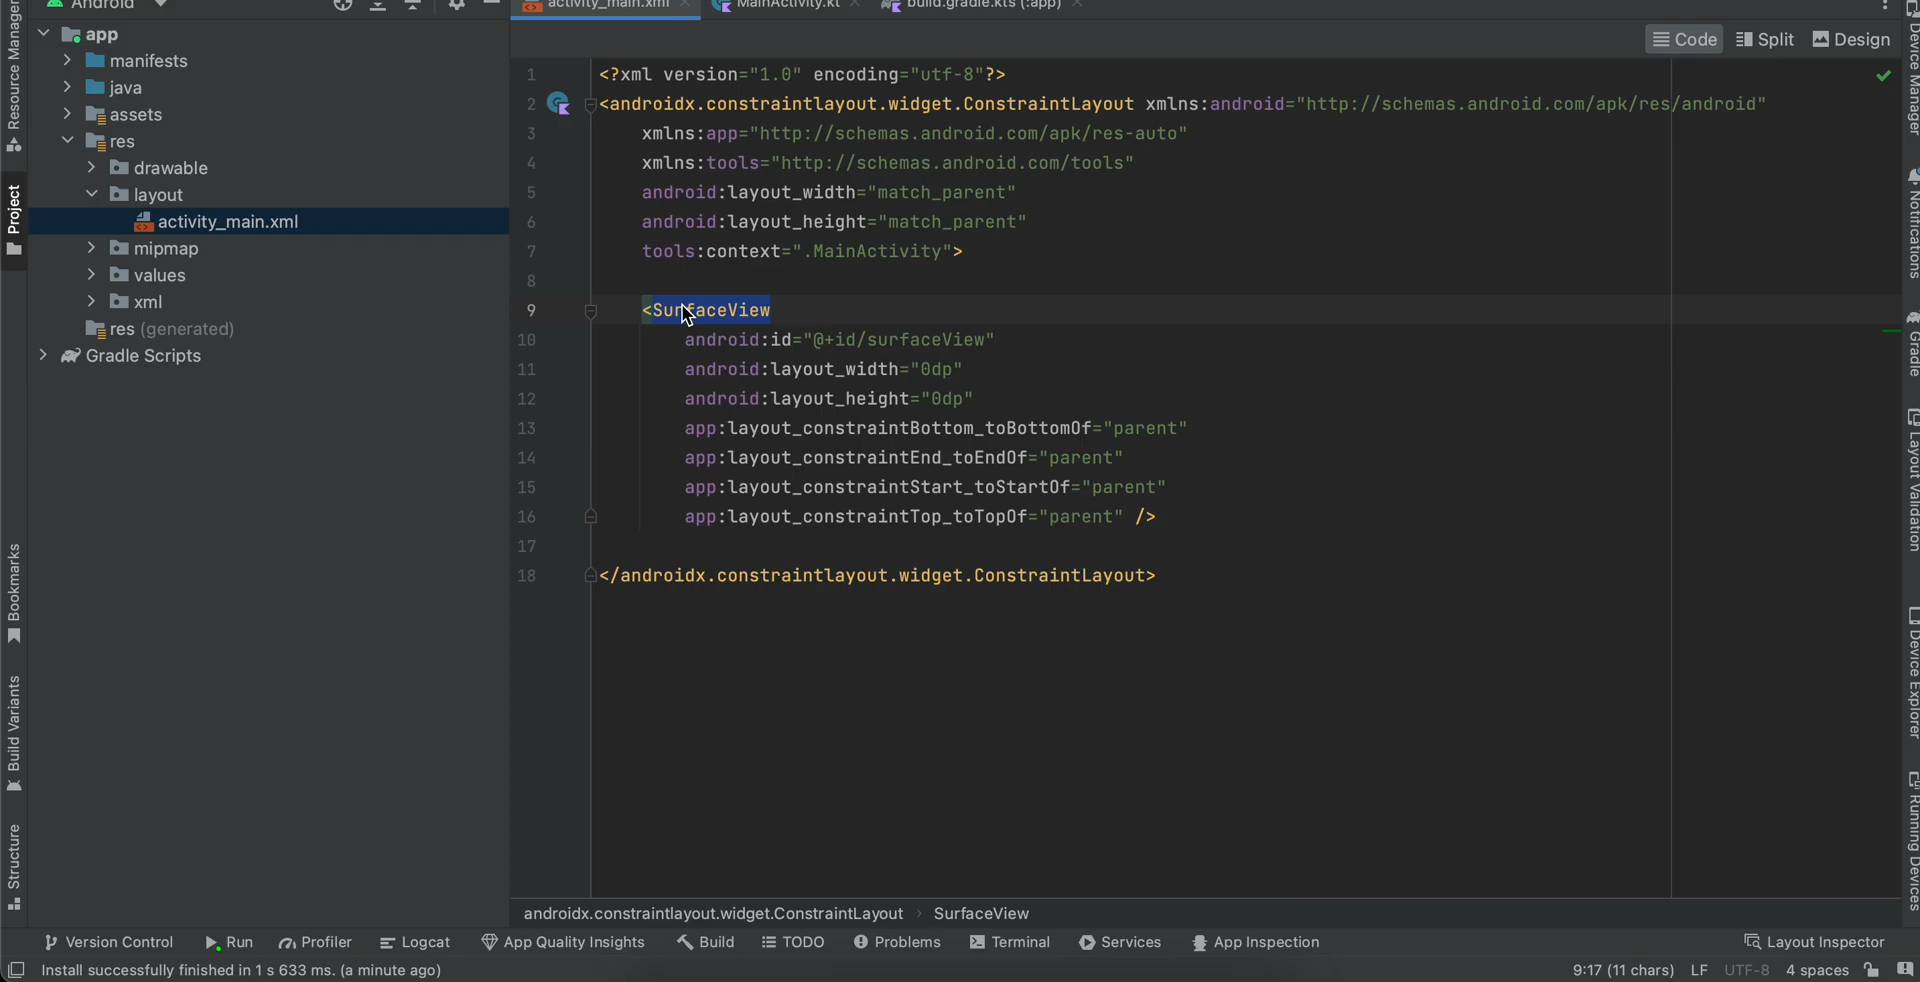 Android
activity_main.xml
MainActivity.kt
build.gradle.kts (:app)
Resource Manager
Project
Bookmarks
Build Variants
Structure
app
manifests
java
assets
res
drawable
layout
activity_main.xml
mipmap
values
xml
res (generated)
Gradle Scripts
Code
Split
Design
1 <?xml version="1.0" encoding="utf-8"?>
2 <androidx.constraintlayout.widget.ConstraintLayout xmlns:android="http://schemas.android.com/apk/res/android"
3 xmlns:app="http://schemas.android.com/apk/res-auto"
4 xmlns:tools="http://schemas.android.com/tools"
5 android:layout_width="match_parent"
6 android:layout_height="match_parent"
7 tools:context=".MainActivity">
8
9 <SurfaceView
10 android:id="@+id/surfaceView"
11 android:layout_width="0dp"
12 android:layout_height="0dp"
13 app:layout_constraintBottom_toBottomOf="parent"
14 app:layout_constraintEnd_toEndOf="parent"
15 app:layout_constraintStart_toStartOf="parent"
16 app:layout_constraintTop_toTopOf="parent" />
17
18 </androidx.constraintlayout.widget.ConstraintLayout>
Device Manager
Notifications
Gradle
Layout Validation
Device Explorer
Running Devices
androidx.constraintlayout.widget.ConstraintLayout SurfaceView
Version Control Run Profiler Logcat App Quality Insights Build TODO Problems Terminal Services App Inspection Layout Inspector
Install successfully finished in 1 s 633 ms. (a minute ago) 9:17 (11 chars) LF UTF-8 4 spaces